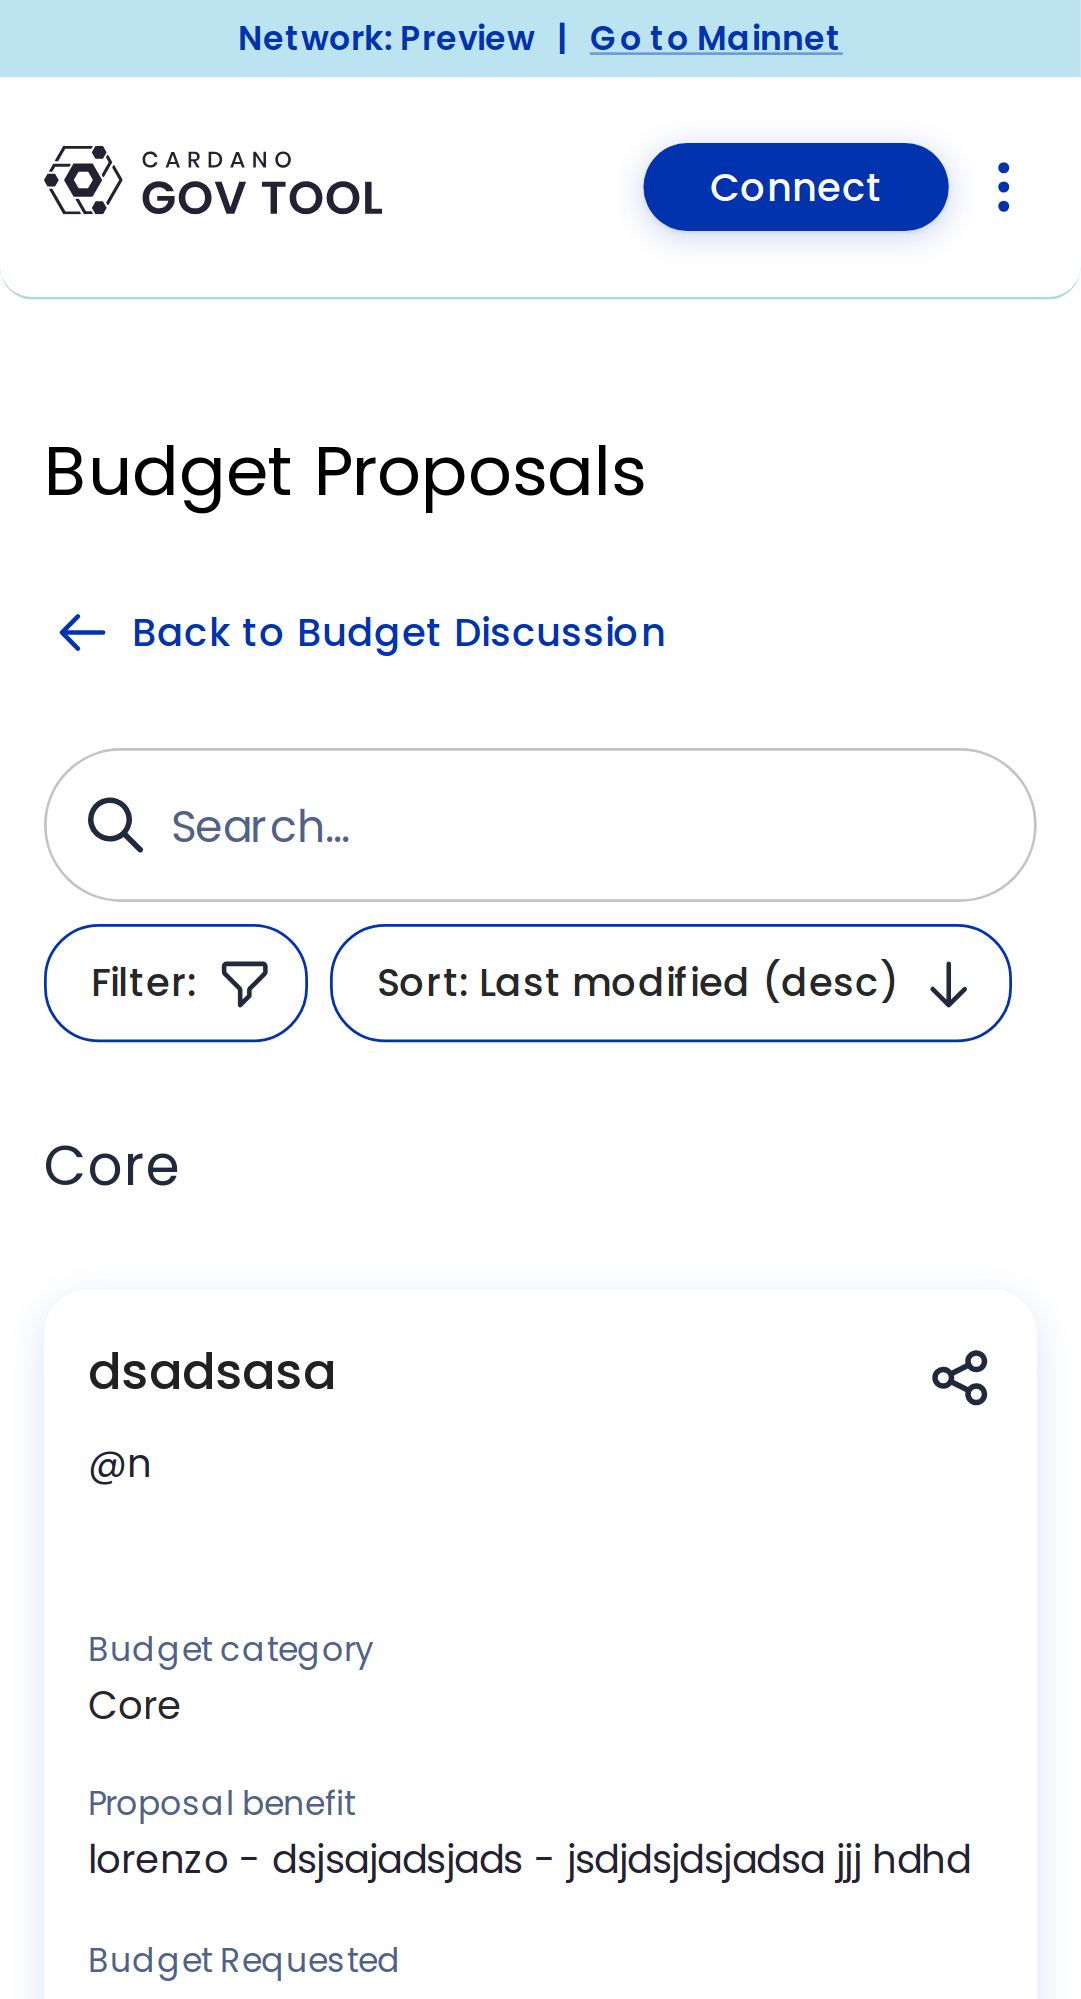 Network: Preview | Go to Mainnet
CARDANO
GOV TOOL
Connect
Budget Proposals
Back to Budget Discussion
Search...
Filter:
Sort: Last modified (desc)
Core
dsadsasa
@n
Budget category
Core
Proposal benefit
lorenzo - dsjsajadsjads - jsdjdsjdsjadsa jjj hdhd
Budget Requested